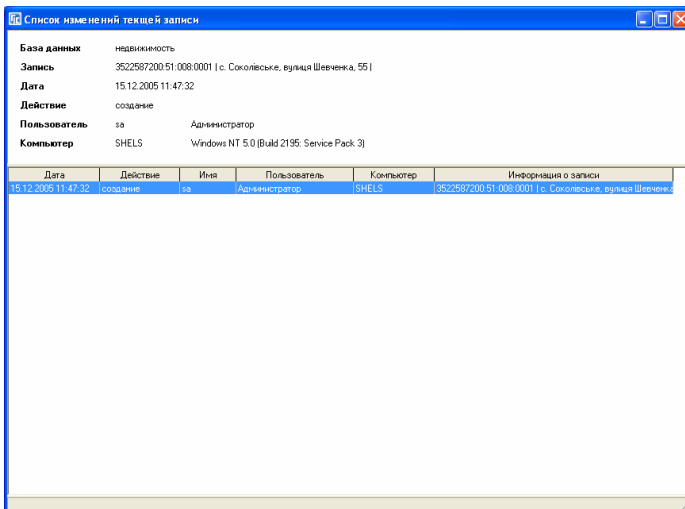 Список изменений текщей записи
База данных недвижимость
Запись 3522587200:51:008:0001 | с. Соколівське, вулиця Шевченка, 55 |
Дата 15.12.2005 11:47:32
Действие создание
Пользователь sa Администратор
Компьютер SHELS Windows NT 5.0 (Build 2195: Service Pack 3)
Дата Действие Имя Пользователь Компьютер Информация о записи
15.12.2005 11:47:32 создание sa Администратор SHELS 3522587200:51:008:0001 | с. Соколівське, вулиця Шевченка